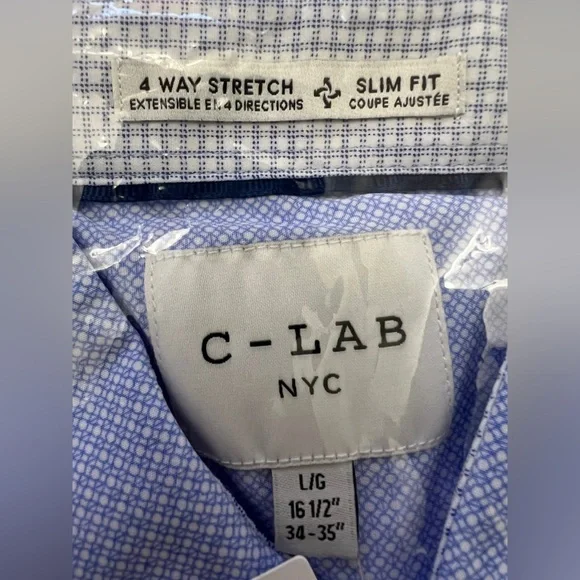 4 WAY STRETCH SLIM FIT
EXTENSIBLE EN 4 DIRECTIONS COUPE AJUSTÉE
C-LAB
NYC
L/G
16 1/2"
34-35"